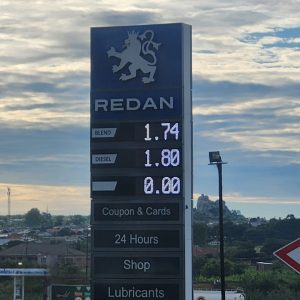 REDAN
BLEND 1.74
DIESEL 1.80
0.00
Coupon & Cards
24 Hours
Shop
Lubricants